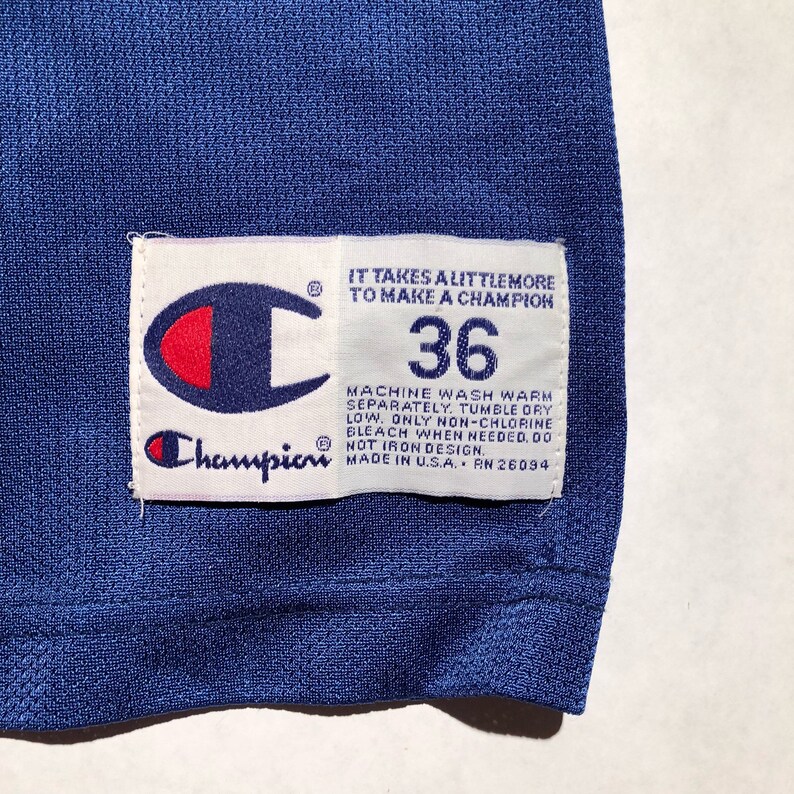 ®
Champion®
IT TAKES A LITTLE MORE
TO MAKE A CHAMPION
36
MACHINE WASH WARM
SEPARATELY. TUMBLE DRY
LOW. ONLY NON-CHLORINE
BLEACH WHEN NEEDED. DO
NOT IRON DESIGN.
MADE IN U.S.A. • RN 26094